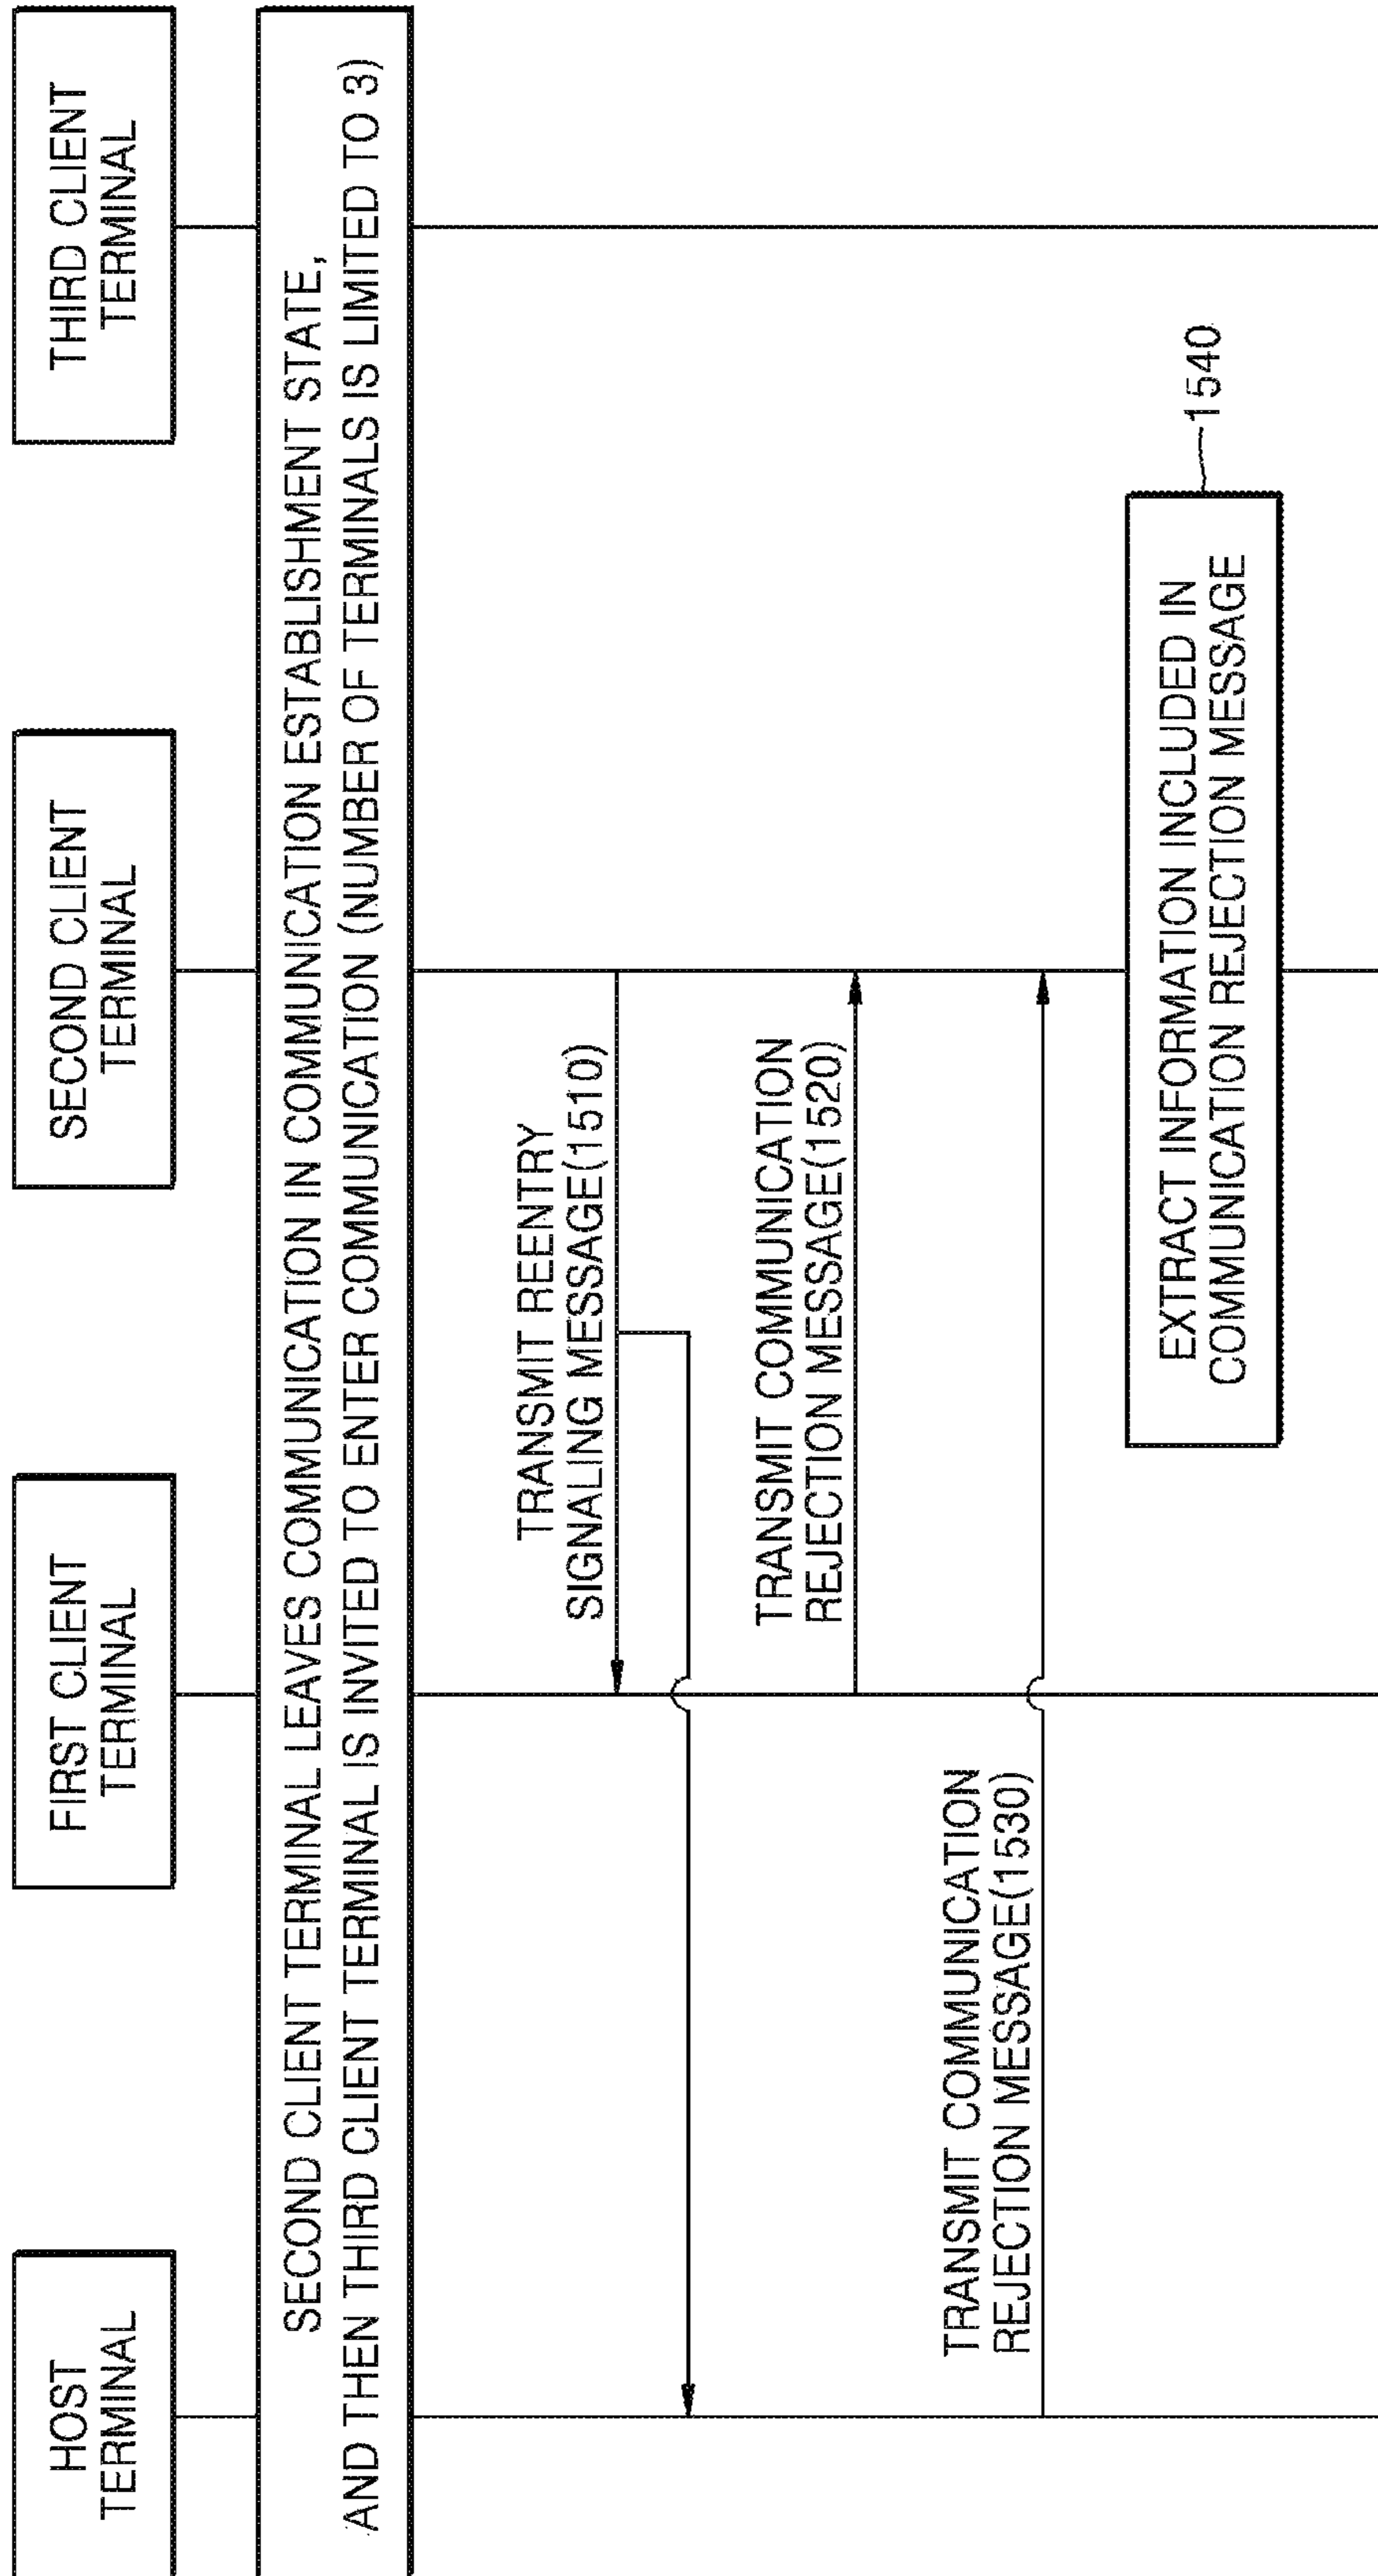 HOST
TERMINAL
FIRST CLIENT
TERMINAL
SECOND CLIENT
TERMINAL
THIRD CLIENT
TERMINAL
SECOND CLIENT TERMINAL LEAVES COMMUNICATION IN COMMUNICATION ESTABLISHMENT STATE,
AND THEN THIRD CLIENT TERMINAL IS INVITED TO ENTER COMMUNICATION (NUMBER OF TERMINALS IS LIMITED TO 3)
TRANSMIT REENTRY
SIGNALING MESSAGE(1510)
TRANSMIT COMMUNICATION
REJECTION MESSAGE(1520)
TRANSMIT COMMUNICATION
REJECTION MESSAGE(1530)
EXTRACT INFORMATION INCLUDED IN
COMMUNICATION REJECTION MESSAGE
1540